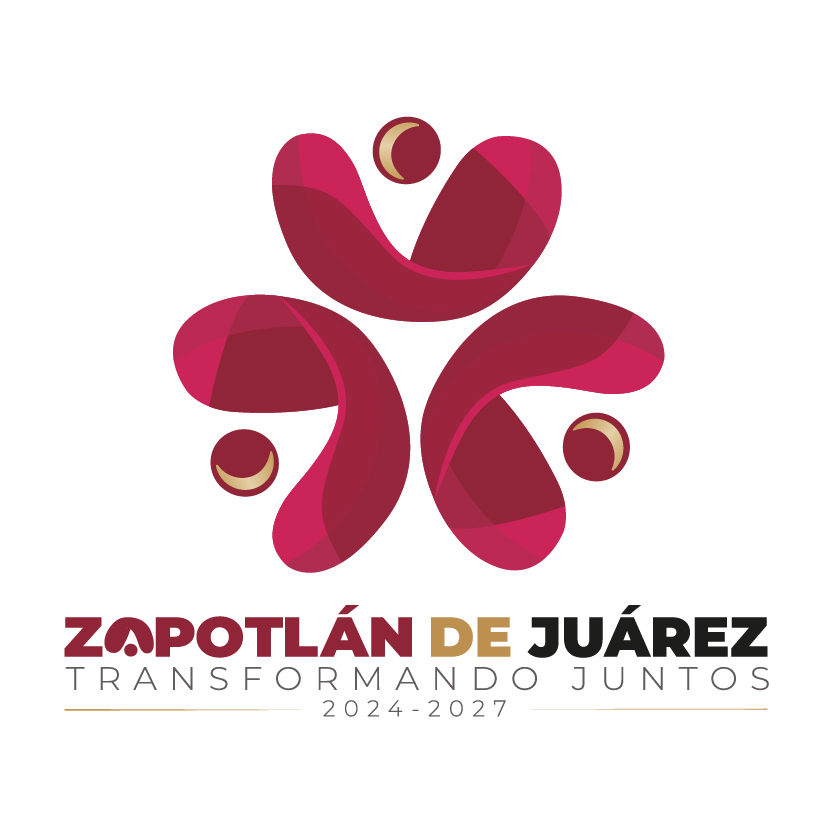 ZAPOTLÁN DE JUÁREZ
TRANSFORMANDO JUNTOS
2024-2027